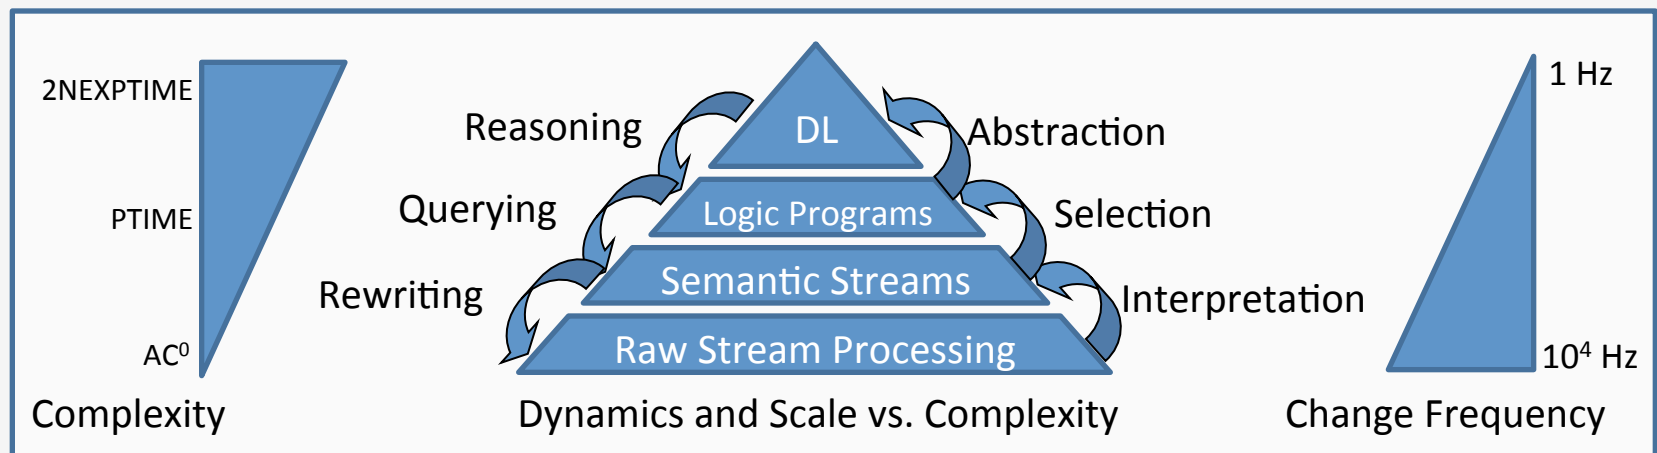 2NEXPTIME
PTIME
AC⁰
Complexity
Reasoning
Querying
Rewriting
DL
Logic Programs
Semantic Streams
Raw Stream Processing
Abstraction
Selection
Interpretation
Dynamics and Scale vs. Complexity
1 Hz
10⁴ Hz
Change Frequency